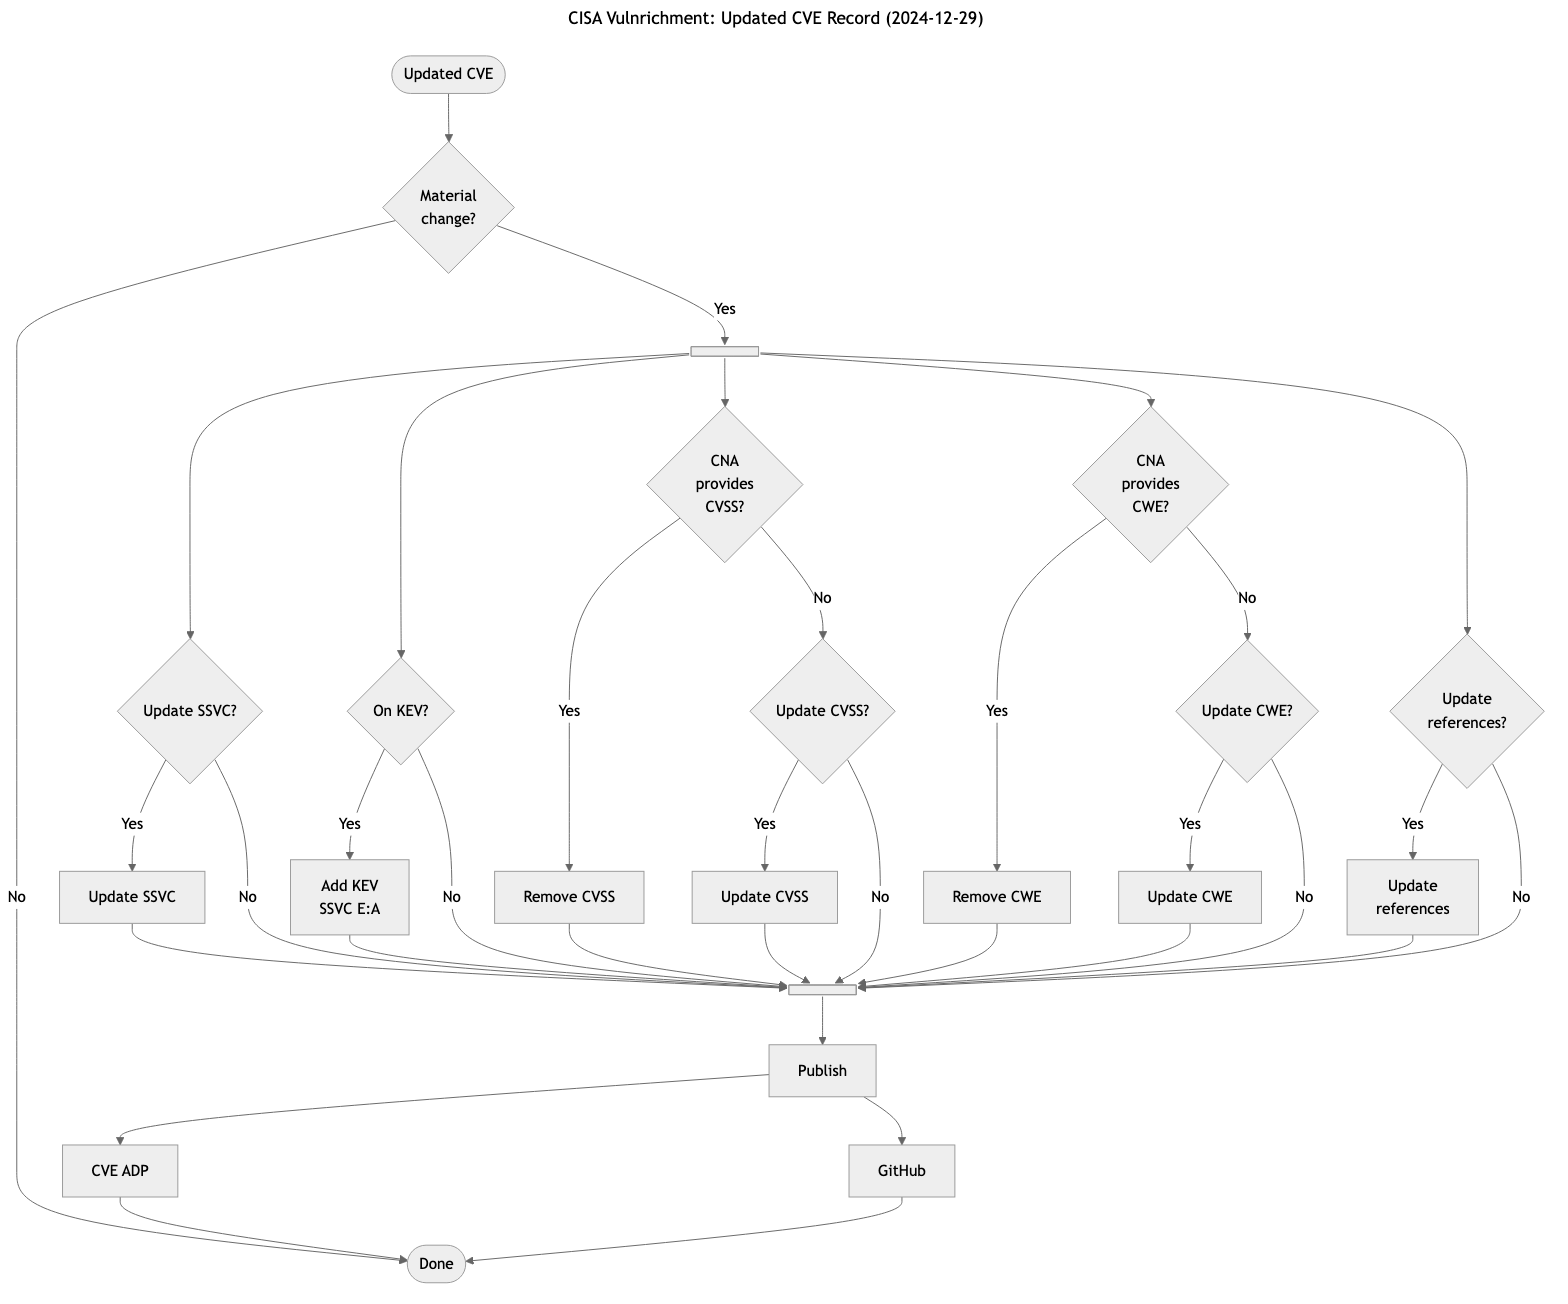 CISA Vulnrichment: Updated CVE Record (2024-12-29)
Updated CVE
Material
change?
Yes
CNA
provides
CVSS?
CNA
provides
CWE?
No
No
Update SSVC?
On KEV?
Yes
Update CVSS?
Yes
Update CWE?
Update
references?
Yes
Yes
Yes
Yes
Yes
No
Update SSVC
No
Add KEV
SSVC E:A
No
Remove CVSS
Update CVSS
No
Remove CWE
Update CWE
No
Update
references
No
Publish
CVE ADP
GitHub
Done